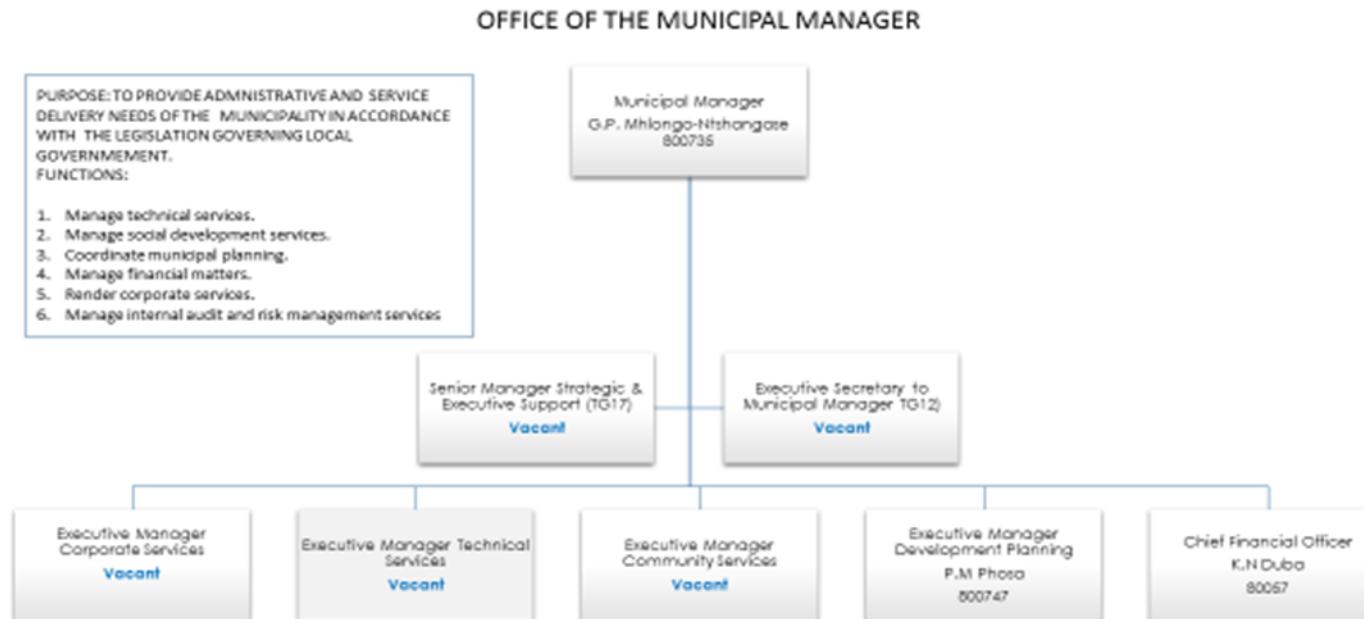 OFFICE OF THE MUNICIPAL MANAGER
PURPOSE: TO PROVIDE ADMNISTRATIVE AND SERVICE
DELIVERY NEEDS OF THE MUNICIPALITY IN ACCORDANCE
WITH THE LEGISLATION GOVERNING LOCAL
GOVERNMEMENT.
FUNCTIONS:
1. Manage technical services.
2. Manage social development services.
3. Coordinate municipal planning.
4. Manage financial matters.
5. Render corporate services.
6. Manage internal audit and risk management services
Municipal Manager
G.P. Mhlongo-Ntshangase
800735
Senior Manager Strategic &
Executive Support (TG17)
Vacant
Executive Secretary to
Municipal Manager TG12)
Vacant
Executive Manager
Corporate Services
Vacant
Executive Manager Technical
Services
Vacant
Executive Manager
Community Services
Vacant
Executive Manager
Development Planning
P.M Phosa
800747
Chief Financial Officer
K.N Duba
80057